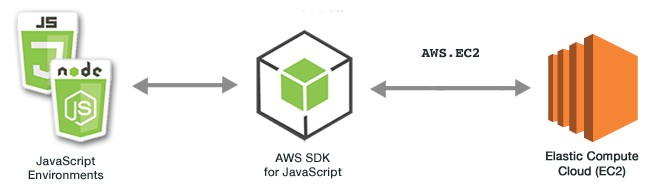 JS
node
JS
AWS.EC2
JavaScript
Environments
AWS SDK
for JavaScript
Elastic Compute
Cloud (EC2)